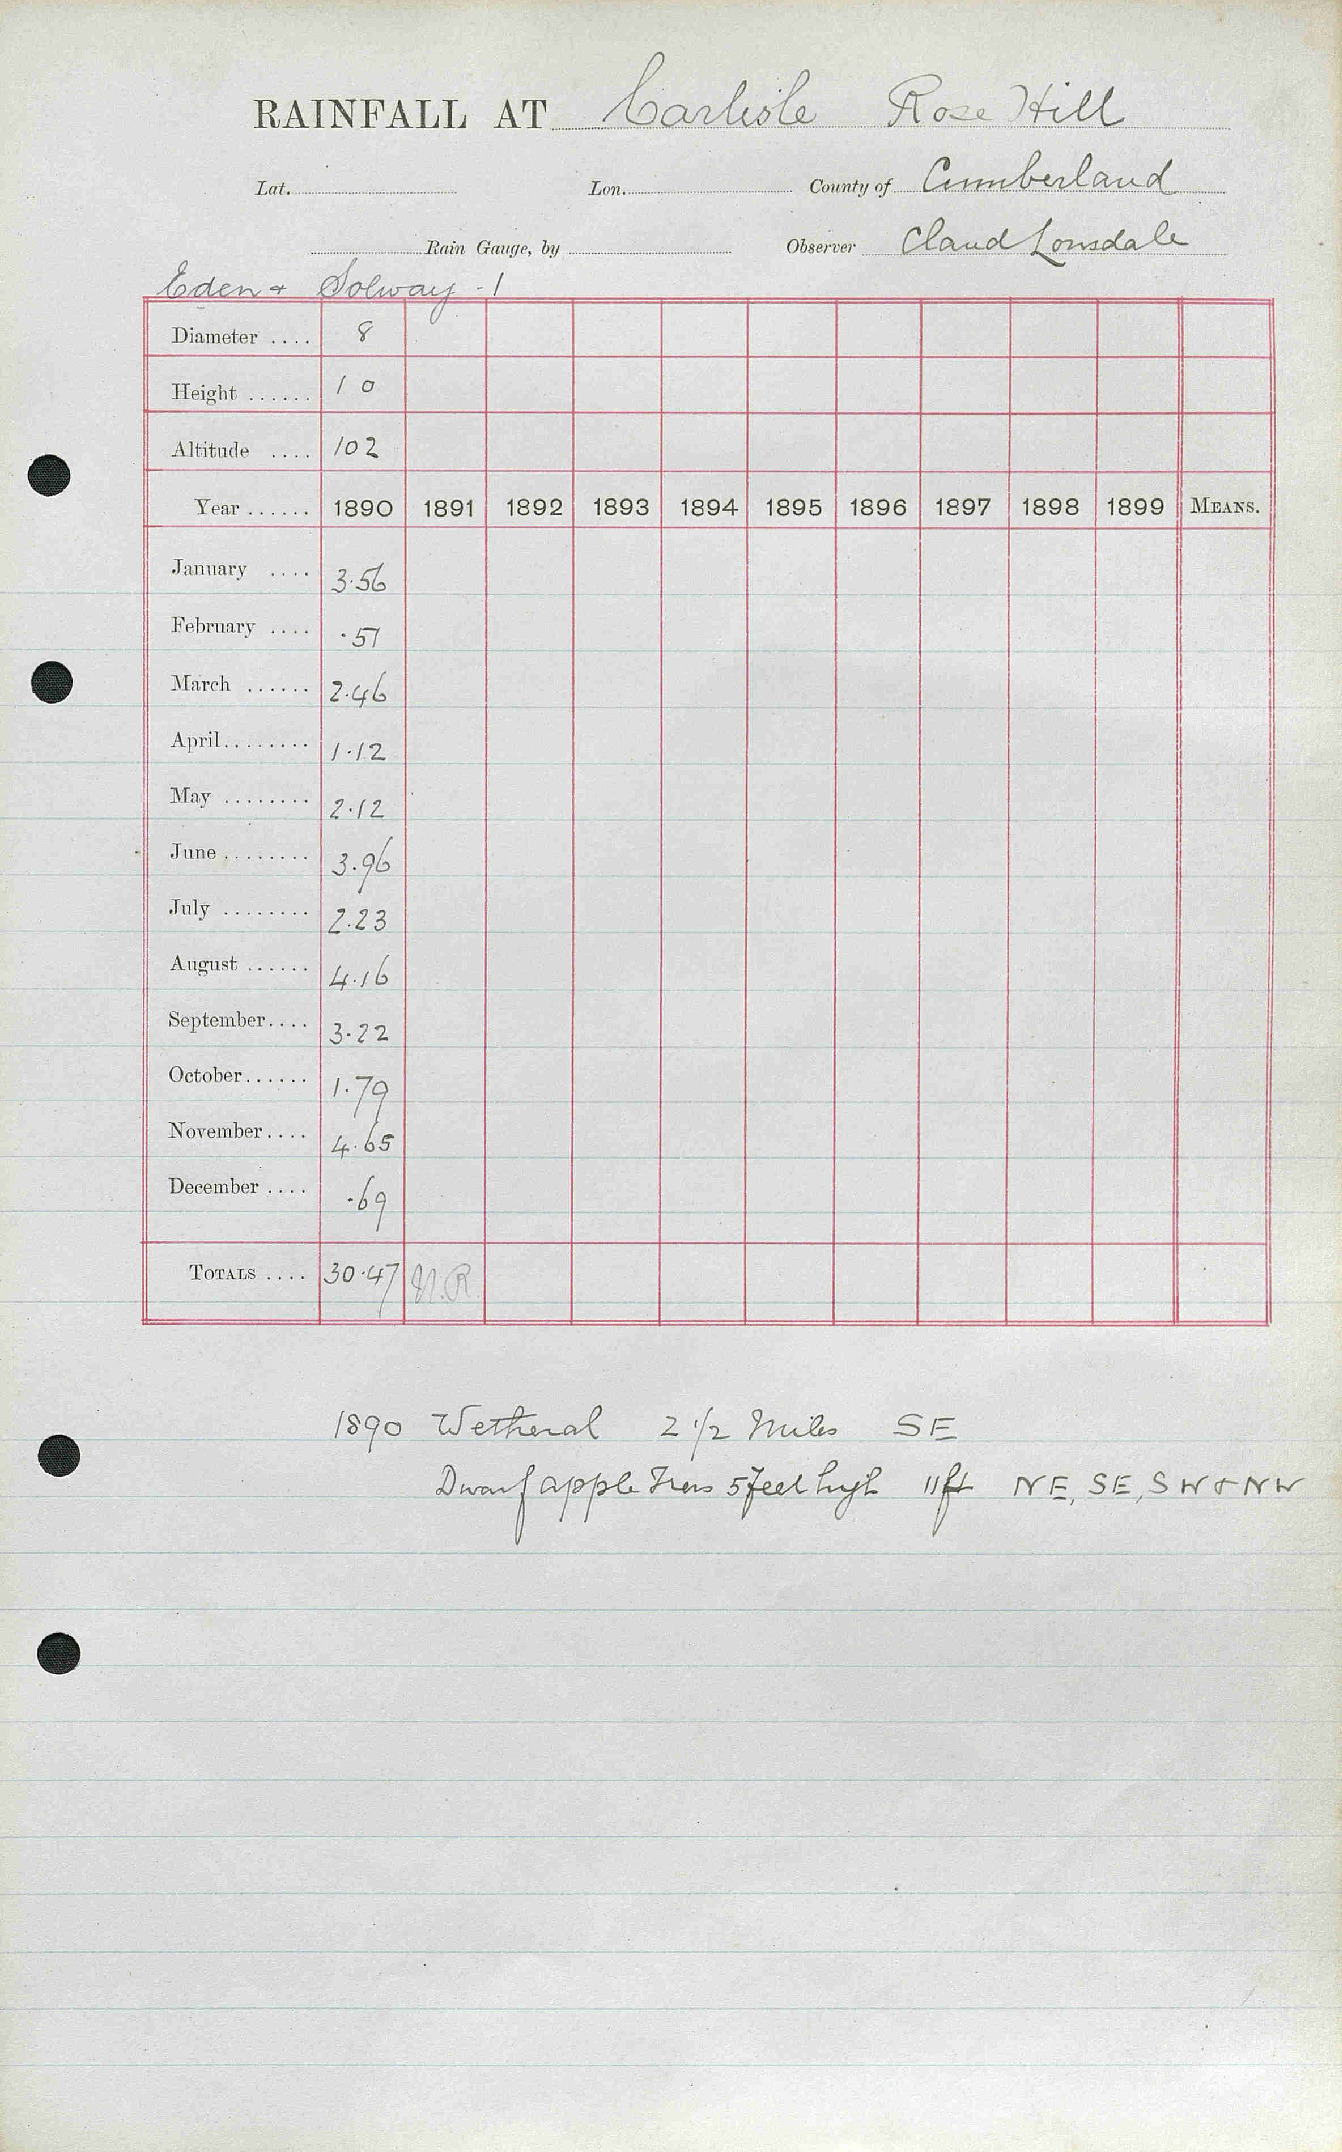 RAINFALL AT Carlisle Rose Hill
Lat. Lon. County of Cumberland
Rain Gauge, by Observer Claud Lonsdale
Eden + Solway - 1
Diameter .... 8
Height ...... 1 0
Altitude .... 102
Year ...... 1890 1891 1892 1893 1894 1895 1896 1897 1898 1899 MEANS.
January .... 3.56
February .... .51
March ...... 2.46
April........ 1.12
May ........ 2.12
June ........ 3.96
July ........ 2.23
August ...... 4.16
September.... 3.22
October...... 1.79
November.... 4.65
December .... .69
TOTALS .... 30.47 N.R.
1890 Wetheral 2 1/2 Miles SE
Dwarf apple Trees 5 feet high 11 ft NE, SE, SW + NW